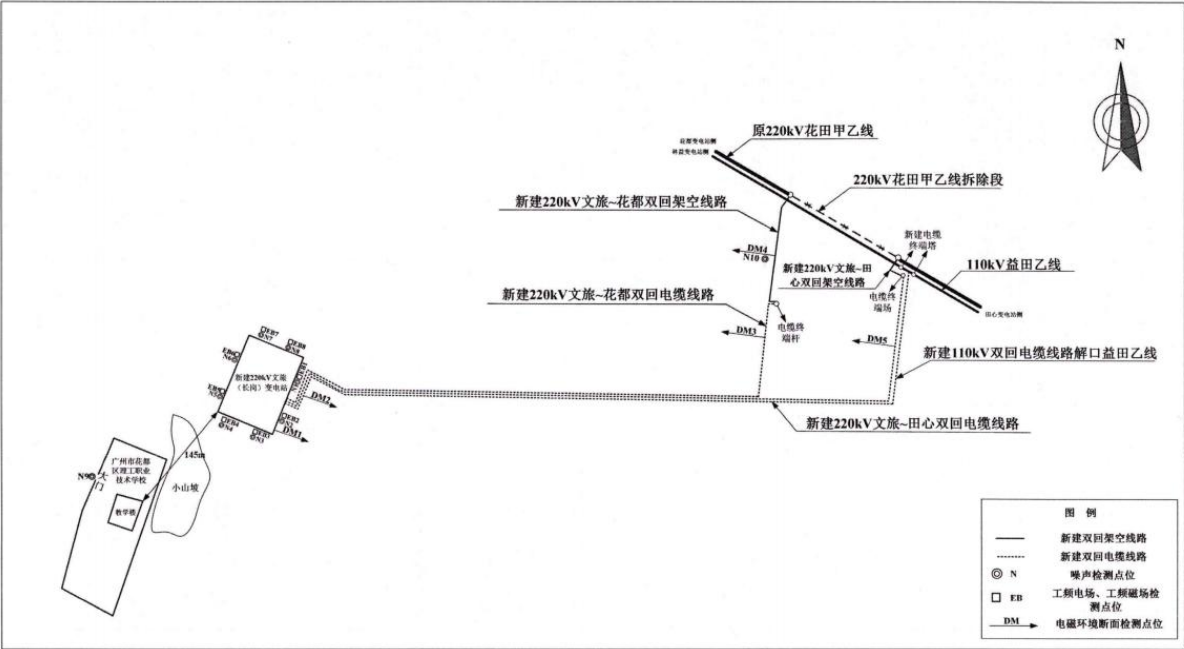 N
原220kV花田甲乙线
花都变电站侧
220kV花田甲乙线拆除段
新建220kV文旅~花都双回架空线路
新建电缆
终端塔
DM4
N10
新建220kV文旅~田
心双回架空线路
110kV益田乙线
电缆终
端场
新建220kV文旅~花都双回电缆线路
田心变电站侧
DM3
电缆终
端杆
DM5
新建110kV双回电缆线路解口益田乙线
EB7
N7
EB8
N8
EB6
N6
新建220kV文旅
(长岗)变电站
EB5
N5
DM2
EB2
N2
EB4
N4
EB3
N3
DM1
新建220kV文旅~田心双回电缆线路
145m
广州市花都
区理工职业
技术学校
N9
大
门
小山坡
教学楼
图 例
新建双回架空线路
新建双回电缆线路
N 噪声检测点位
EB 工频电场、工频磁场检
测点位
DM 电磁环境断面检测点位